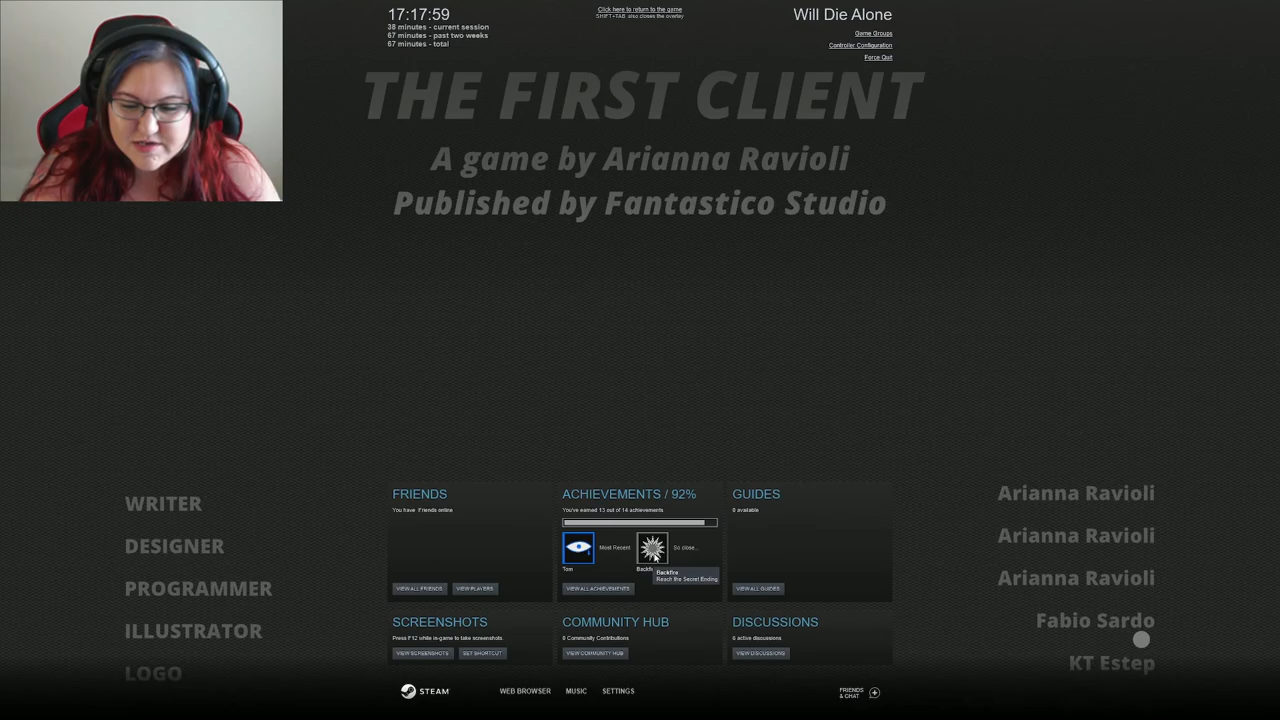 17:17:59
38 minutes - current session
67 minutes - past two weeks
67 minutes - total
Click here to return to the game
SHIFT+TAB also closes the overlay
Will Die Alone
Game Groups
Controller Configuration
Force Quit
THE FIRST CLIENT
A game by Arianna Ravioli
Published by Fantastico Studio
FRIENDS
You have Friends online
VIEW ALL FRIENDS
VIEW PLAYERS
ACHIEVEMENTS / 92%
You've earned 13 out of 14 achievements
Most Recent
So close...
Tom
Backfire
Reach the Secret Ending
VIEW ALL ACHIEVEMENTS
GUIDES
0 available
VIEW ALL GUIDES
SCREENSHOTS
Press F12 while in-game to take screenshots.
VIEW SCREENSHOTS
SET SHORTCUT
COMMUNITY HUB
0 Community Contributions
VIEW COMMUNITY HUB
DISCUSSIONS
6 active discussions
VIEW DISCUSSIONS
WRITER
Arianna Ravioli
DESIGNER
Arianna Ravioli
PROGRAMMER
Arianna Ravioli
ILLUSTRATOR
Fabio Sardo
LOGO
KT Estep
STEAM
WEB BROWSER
MUSIC
SETTINGS
FRIENDS
& CHAT